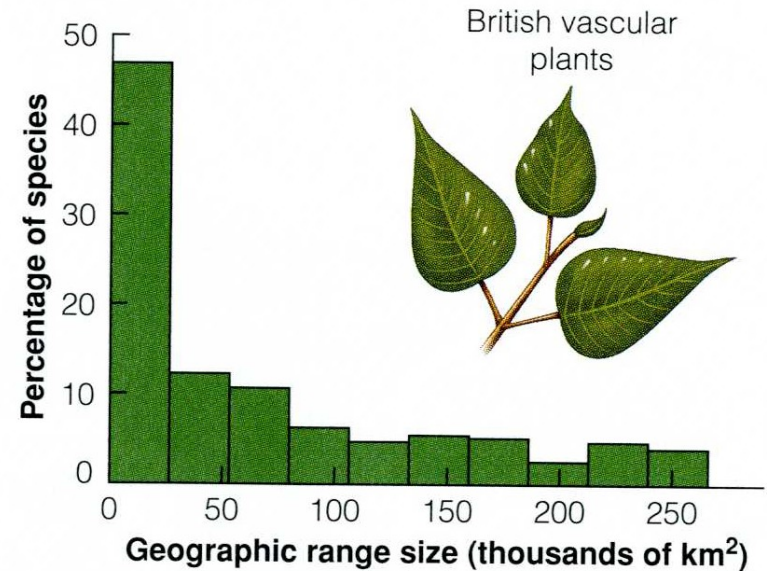 British vascular
plants
Percentage of species
50
40
30
20
10
0
0 50 100 150 200 250
Geographic range size (thousands of km²)